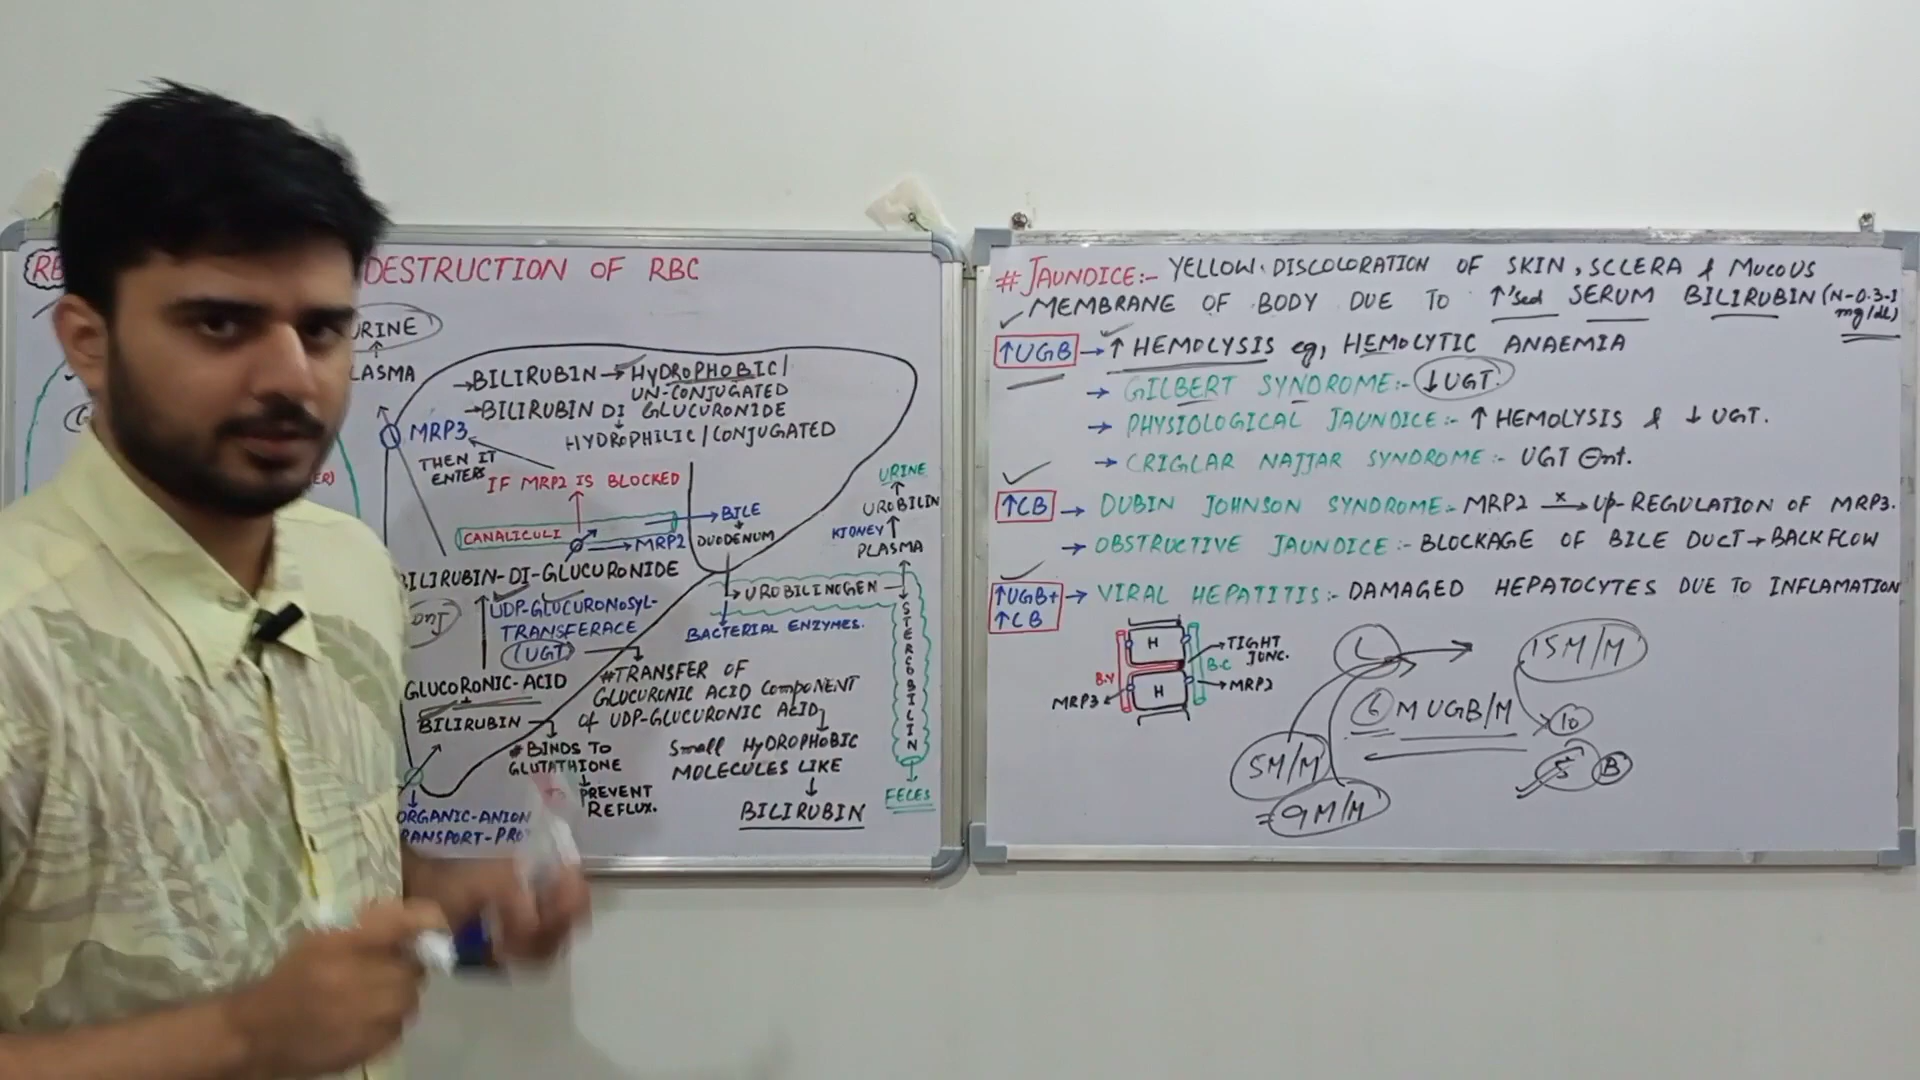 DESTRUCTION OF RBC
URINE
→BILIRUBIN→HYDROPHOBIC/
UN-CONJUGATED
→BILIRUBIN DI GLUCURONIDE
↓
HYDROPHILIC/CONJUGATED
MRP3
THEN IT
ENTERS
IF MRP2 IS BLOCKED
CANALICULI
→MRP2
→BILE
DUODENUM
BILIRUBIN-DI-GLUCURONIDE
UDP-GLUCURONOSYL-
TRANSFERACE
(UGT)
GLUCORONIC-ACID
+
BILIRUBIN
#BINDS TO
GLUTATHIONE
PREVENT
REFLUX.
ORGANIC-ANION
#TRANSFER OF
GLUCURONIC ACID COMPONENT
of UDP-GLUCURONIC ACID
Small HYDROPHOBIC
MOLECULES LIKE
↓
BILIRUBIN
→UROBILINOGEN
BACTERIAL ENZYMES.
URINE
↑
UROBILIN
KIDNEY ↑
PLASMA
STERCOBILIN
FECES
#JAUNDICE:- YELLOW DISCOLORATION OF SKIN, SCLERA & MUCOUS
MEMBRANE OF BODY DUE TO ↑'sed SERUM BILIRUBIN (N-0.3-1
mg/dL)
↑UGB → ↑ HEMOLYSIS eg, HEMOLYTIC ANAEMIA
→ GILBERT SYNDROME:- ↓UGT.
→ PHYSIOLOGICAL JAUNDICE:- ↑ HEMOLYSIS & ↓ UGT.
→ CRIGLAR NAJJAR SYNDROME:- UGT ⊖nt.
↑CB → DUBIN JOHNSON SYNDROME:- MRP2 x→ Up-REGULATION OF MRP3.
→ OBSTRUCTIVE JAUNDICE:- BLOCKAGE OF BILE DUCT→BACKFLOW
↑UGB+
↑CB
→ VIRAL HEPATITIS:- DAMAGED HEPATOCYTES DUE TO INFLAMATION
H
H
TIGHT
JUNC.
B.C
→MRP2
B.V
MRP3
L
15M/M
6 M UGB/M
10
5 B
5M/M
=9M/M